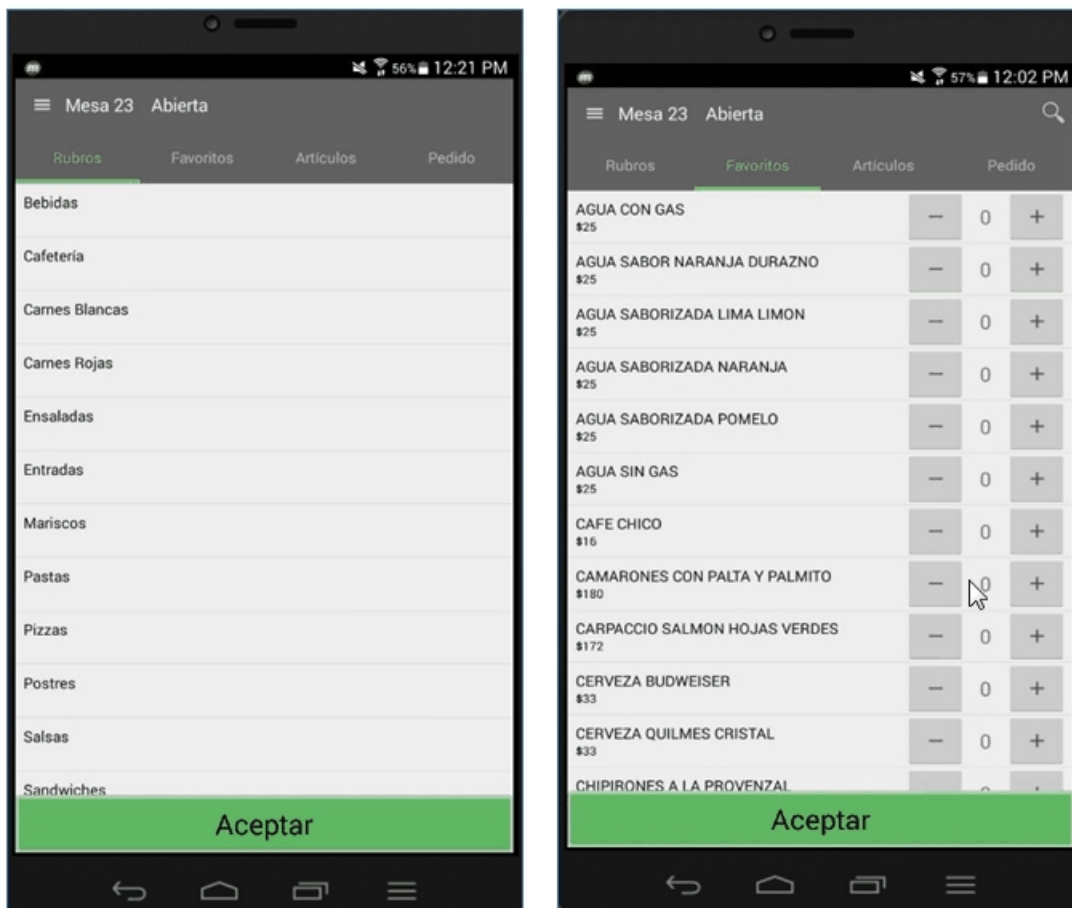 56% 12:21 PM
Mesa 23 Abierta
Rubros Favoritos Artículos Pedido
Bebidas
Cafetería
Carnes Blancas
Carnes Rojas
Ensaladas
Entradas
Mariscos
Pastas
Pizzas
Postres
Salsas
Sandwiches
Aceptar
57% 12:02 PM
Mesa 23 Abierta
Rubros Favoritos Artículos Pedido
AGUA CON GAS
$25
− 0 +
AGUA SABOR NARANJA DURAZNO
$25
− 0 +
AGUA SABORIZADA LIMA LIMON
$25
− 0 +
AGUA SABORIZADA NARANJA
$25
− 0 +
AGUA SABORIZADA POMELO
$25
− 0 +
AGUA SIN GAS
$25
− 0 +
CAFE CHICO
$16
− 0 +
CAMARONES CON PALTA Y PALMITO
$180
− 0 +
CARPACCIO SALMON HOJAS VERDES
$172
− 0 +
CERVEZA BUDWEISER
$33
− 0 +
CERVEZA QUILMES CRISTAL
$33
− 0 +
CHIPIRONES A LA PROVENZAL
Aceptar